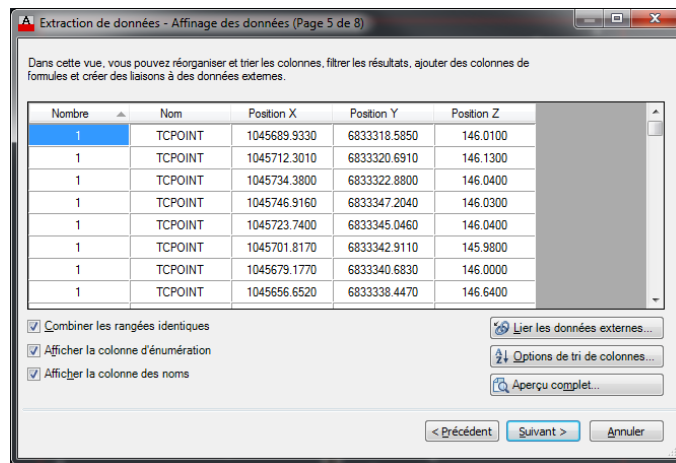 Extraction de données - Affinage des données (Page 5 de 8)
Dans cette vue, vous pouvez réorganiser et trier les colonnes, filtrer les résultats, ajouter des colonnes de
formules et créer des liaisons à des données externes.
Nombre Nom Position X Position Y Position Z
1 TCPOINT 1045689.9330 6833318.5850 146.0100
1 TCPOINT 1045712.3010 6833320.6910 146.1300
1 TCPOINT 1045734.3800 6833322.8800 146.0400
1 TCPOINT 1045746.9160 6833347.2040 146.0300
1 TCPOINT 1045723.7400 6833345.0460 146.0400
1 TCPOINT 1045701.8170 6833342.9110 145.9800
1 TCPOINT 1045679.1770 6833340.6830 146.0000
1 TCPOINT 1045656.6520 6833338.4470 146.6400
Combiner les rangées identiques
Afficher la colonne d'énumération
Afficher la colonne des noms
Lier les données externes...
Options de tri de colonnes...
Aperçu complet...
< Précédent Suivant > Annuler